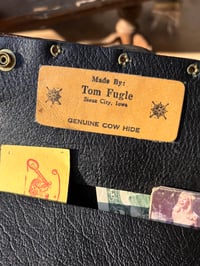 Made By:
Tom Fugle
Sioux City, Iowa
GENUINE COW HIDE